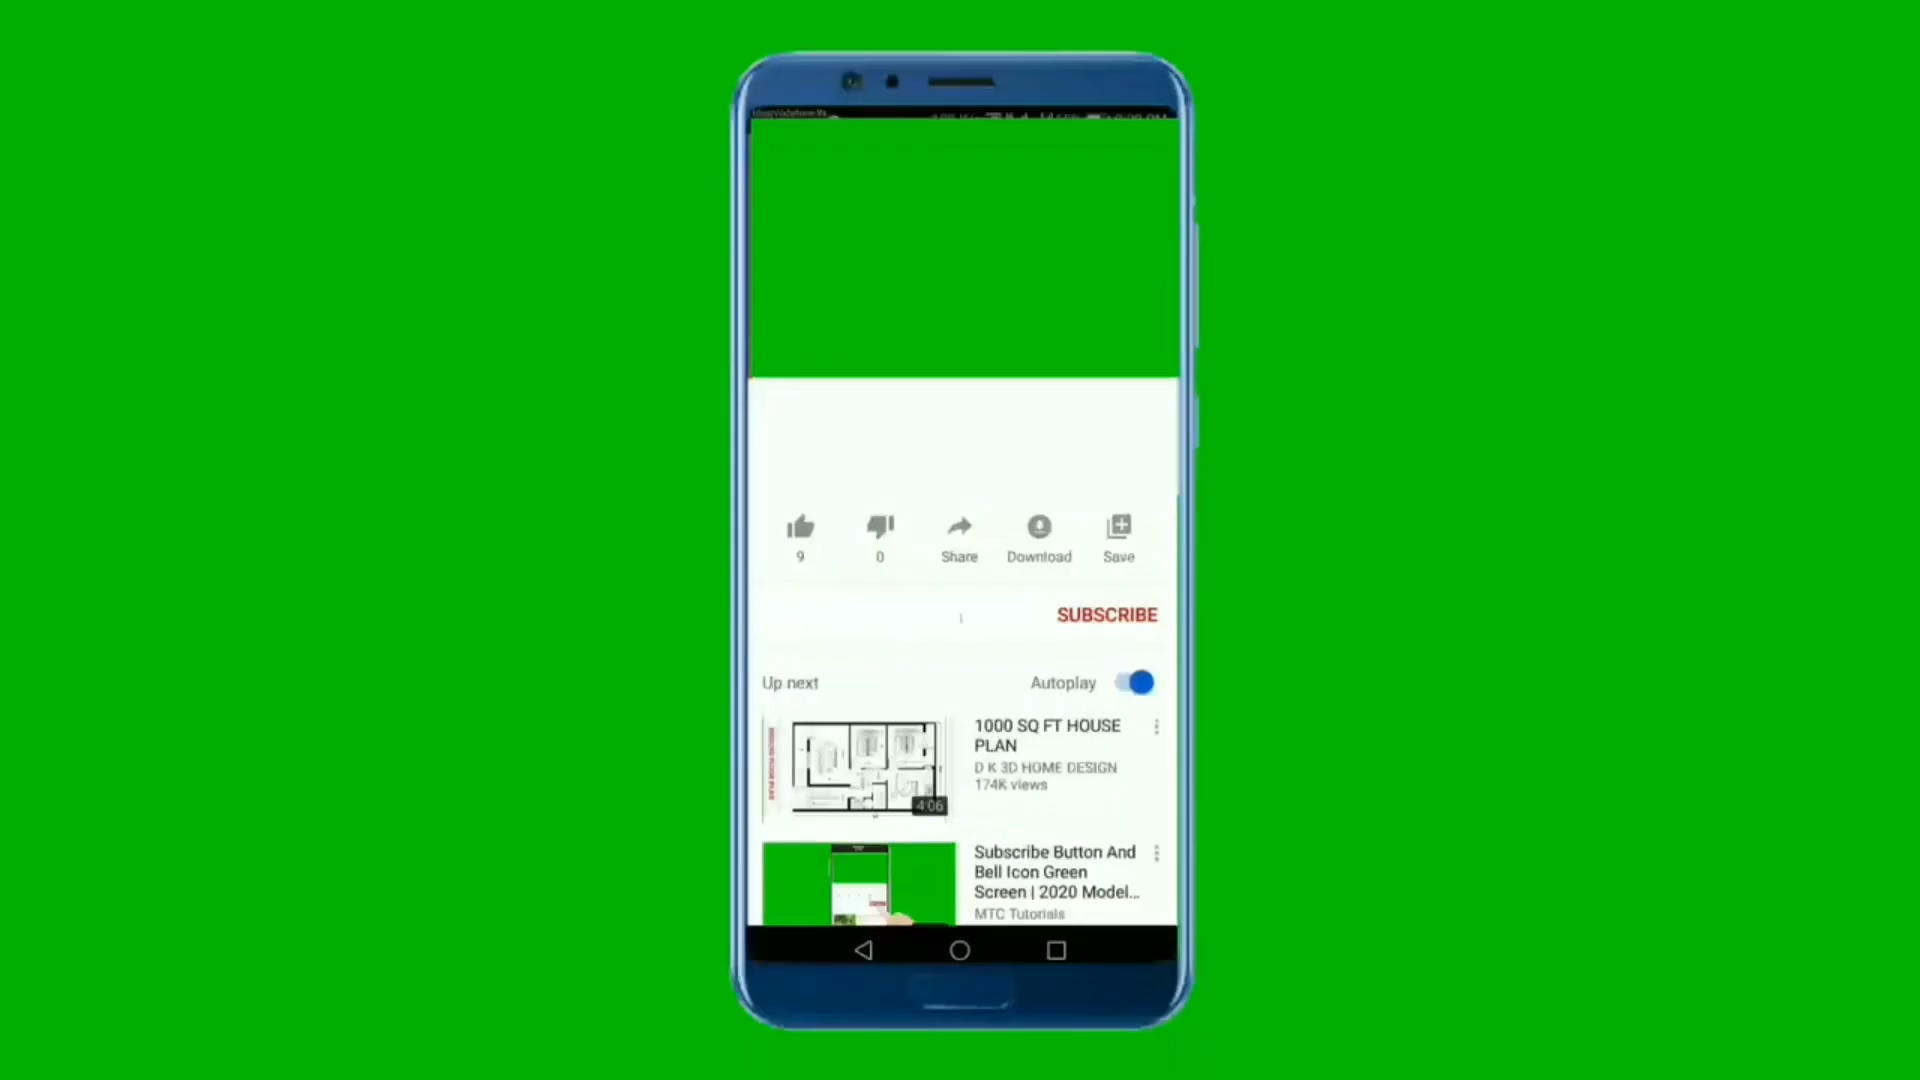 9
0
Share
Download
Save
SUBSCRIBE
Up next
Autoplay
1000 SQ FT HOUSE
PLAN
D K 3D HOME DESIGN
174K views
4:06
Subscribe Button And
Bell Icon Green
Screen | 2020 Model...
MTC Tutorials